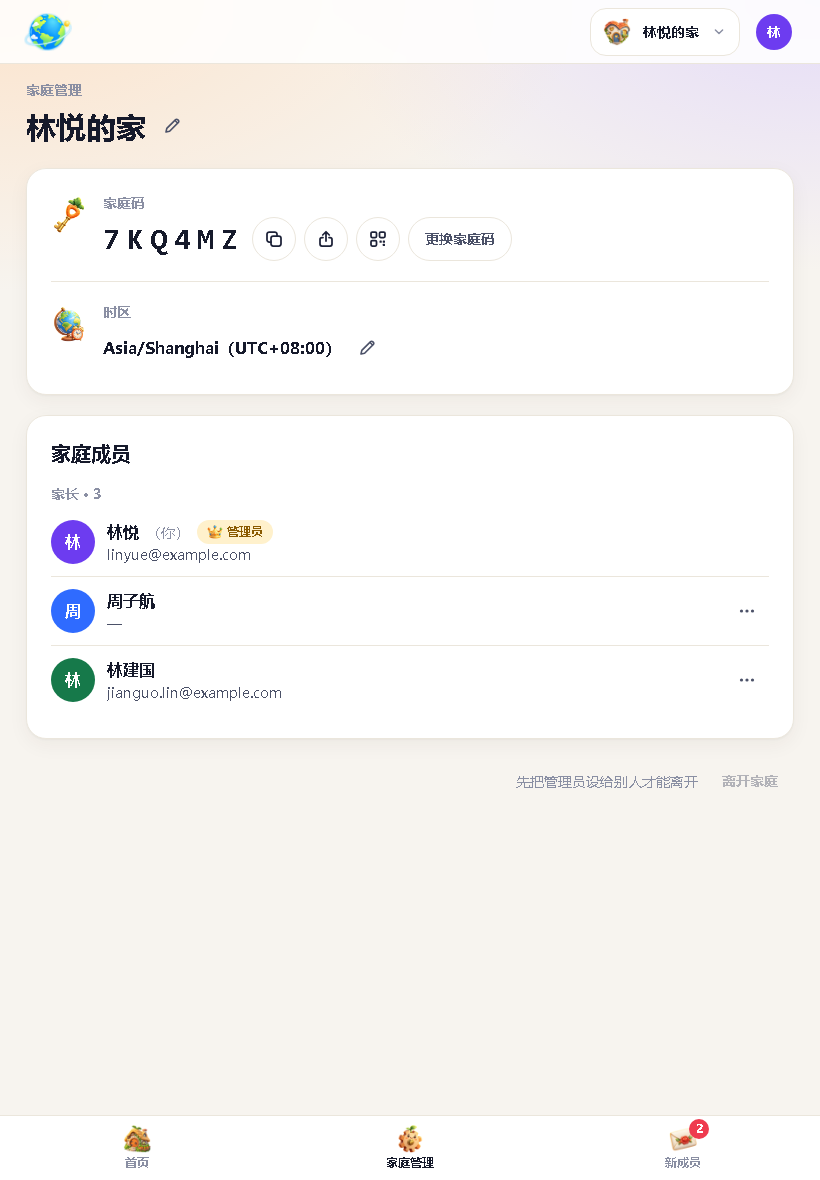 林悦的家
林
家庭管理
林悦的家
家庭码
7KQ4MZ
更换家庭码
时区
Asia/Shanghai（UTC+08:00）
家庭成员
家长 • 3
林
林悦 （你） 管理员
linyue@example.com
周
周子航
—
林
林建国
jianguo.lin@example.com
先把管理员设给别人才能离开 离开家庭
首页
家庭管理
2
新成员